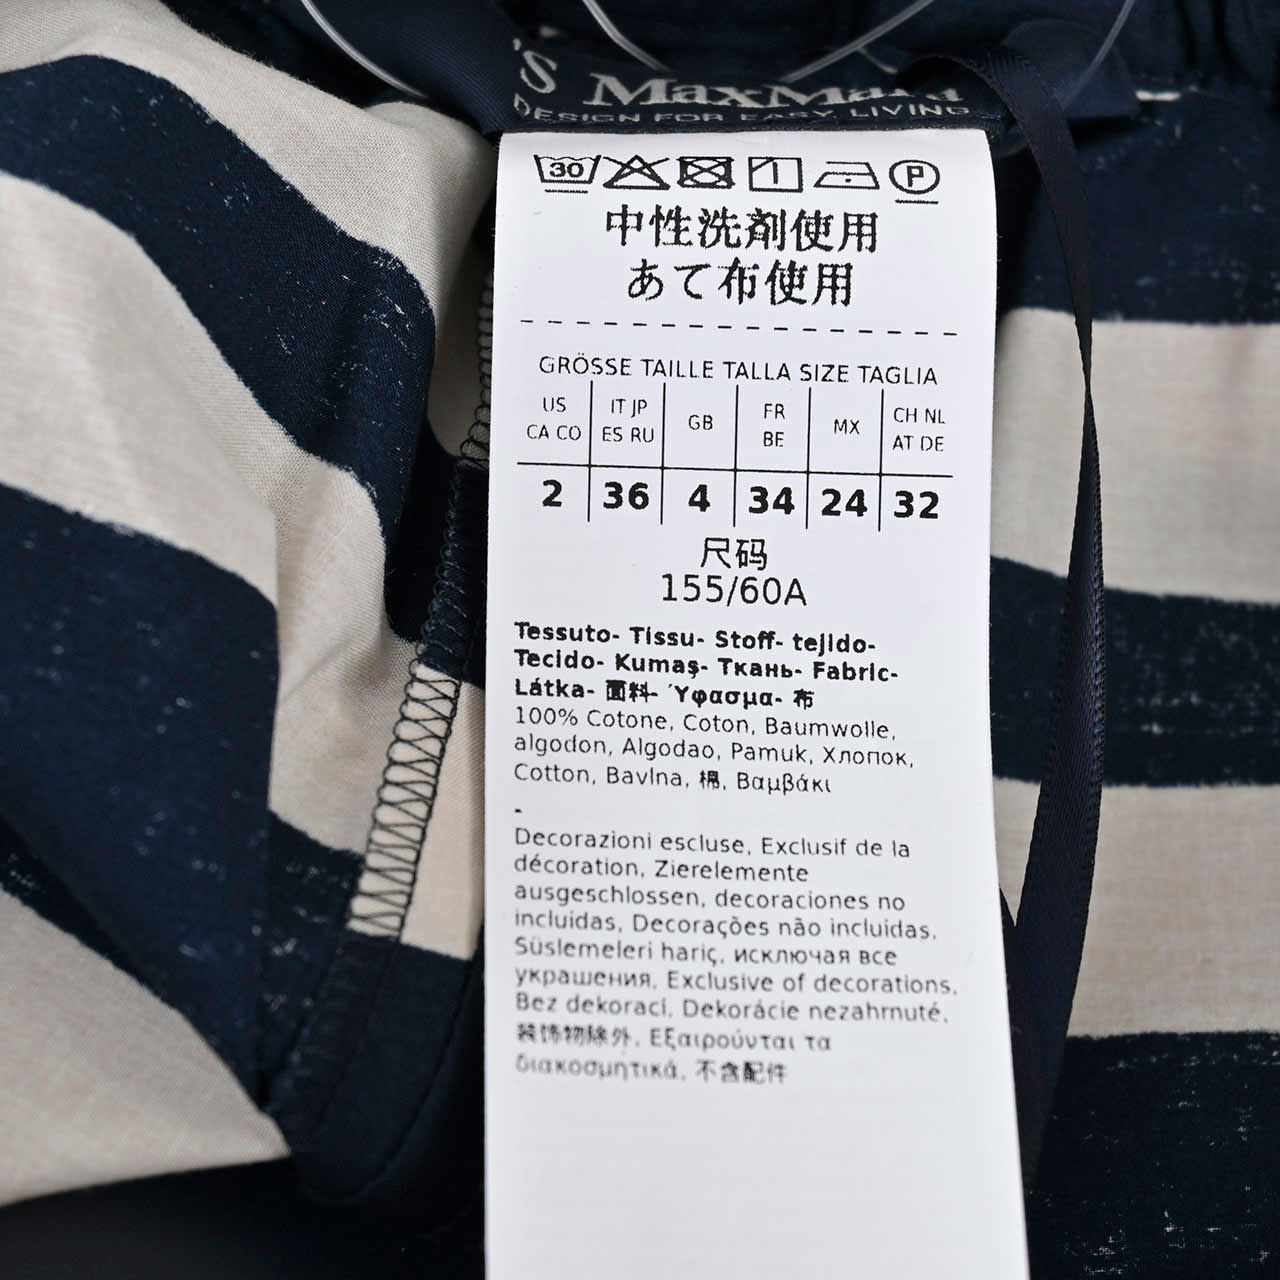 'S MaxMara
DESIGN FOR EASY LIVING
30 P
中性洗剤使用
あて布使用
GRÖSSE TAILLE TALLA SIZE TAGLIA
US CA CO IT JP ES RU GB FR BE MX CH NL AT DE
2 36 4 34 24 32
尺码
155/60A
Tessuto- Tissu- Stoff- tejido-
Tecido- Kumaş- Ткань- Fabric-
Látka- 面料- Ύφασμα- 布
100% Cotone, Coton, Baumwolle,
algodon, Algodao, Pamuk, Хлопок,
Cotton, Bavlna, 棉, Βαμβάκι
-
Decorazioni escluse, Exclusif de la
décoration, Zierelemente
ausgeschlossen, decoraciones no
incluidas, Decorações não incluidas,
Süslemeleri hariç, исключая все
украшения, Exclusive of decorations,
Bez dekorací, Dekorácie nezahrnuté,
装饰物除外, Εξαιρούνται τα
διακοσμητικά, 不含配件